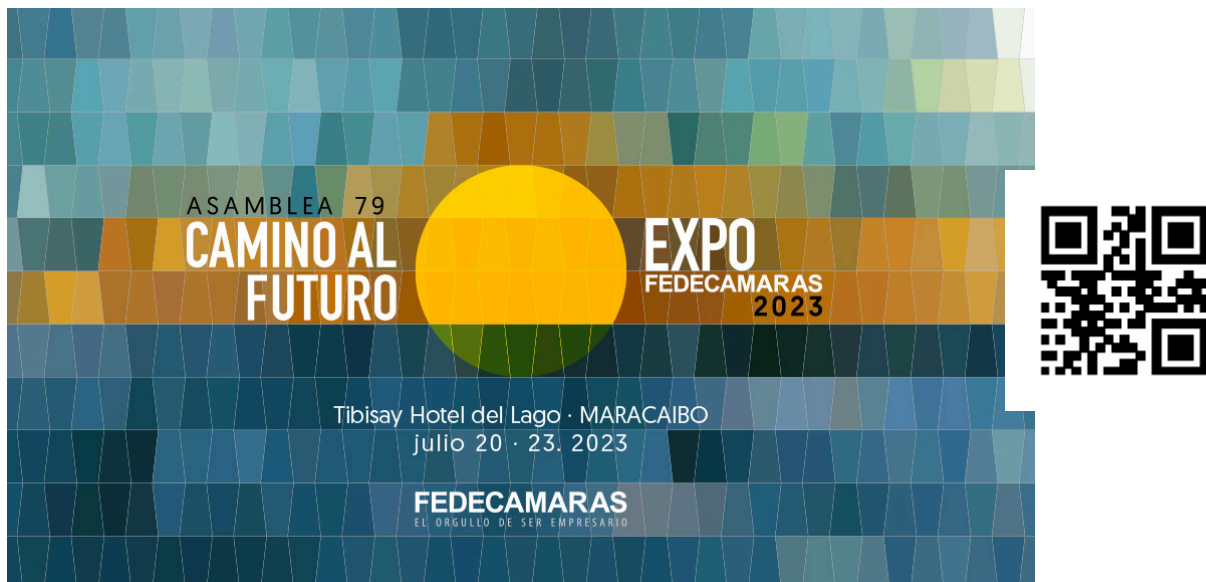 ASAMBLEA 79
CAMINO AL
FUTURO
EXPO
FEDECAMARAS
2023
Tibisay Hotel del Lago · MARACAIBO
julio 20 · 23. 2023
FEDECAMARAS
EL ORGULLO DE SER EMPRESARIO